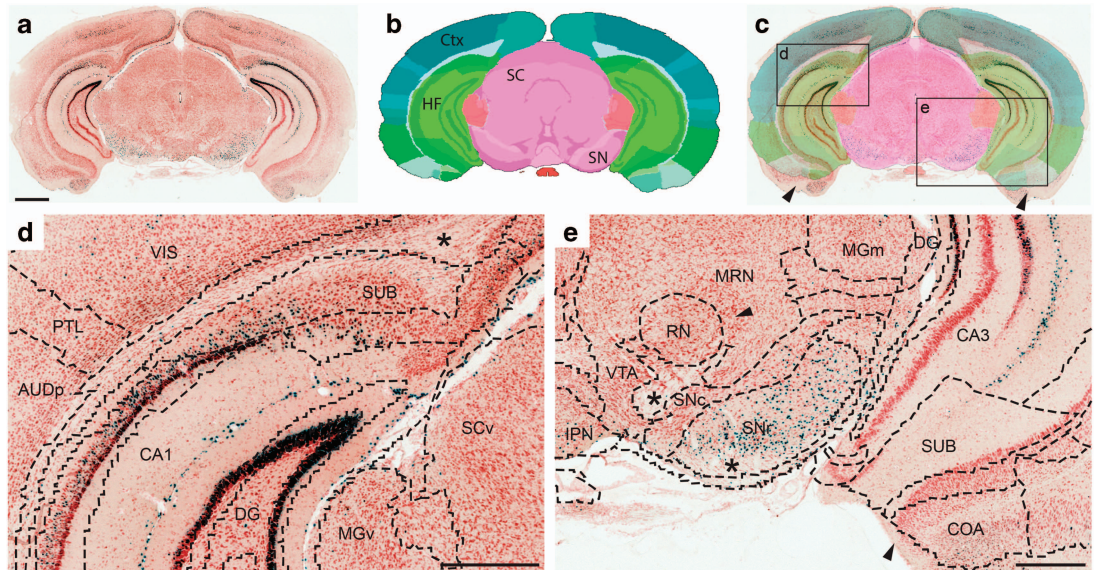 a
b
c
Ctx
SC
HF
SN
d
e
d
VIS
*
SUB
PTL
AUDp
CA1
SCv
DG
MGv
e
MGm
DG
MRN
RN
CA3
VTA
*
SNc
SNr
IPN
*
SUB
COA